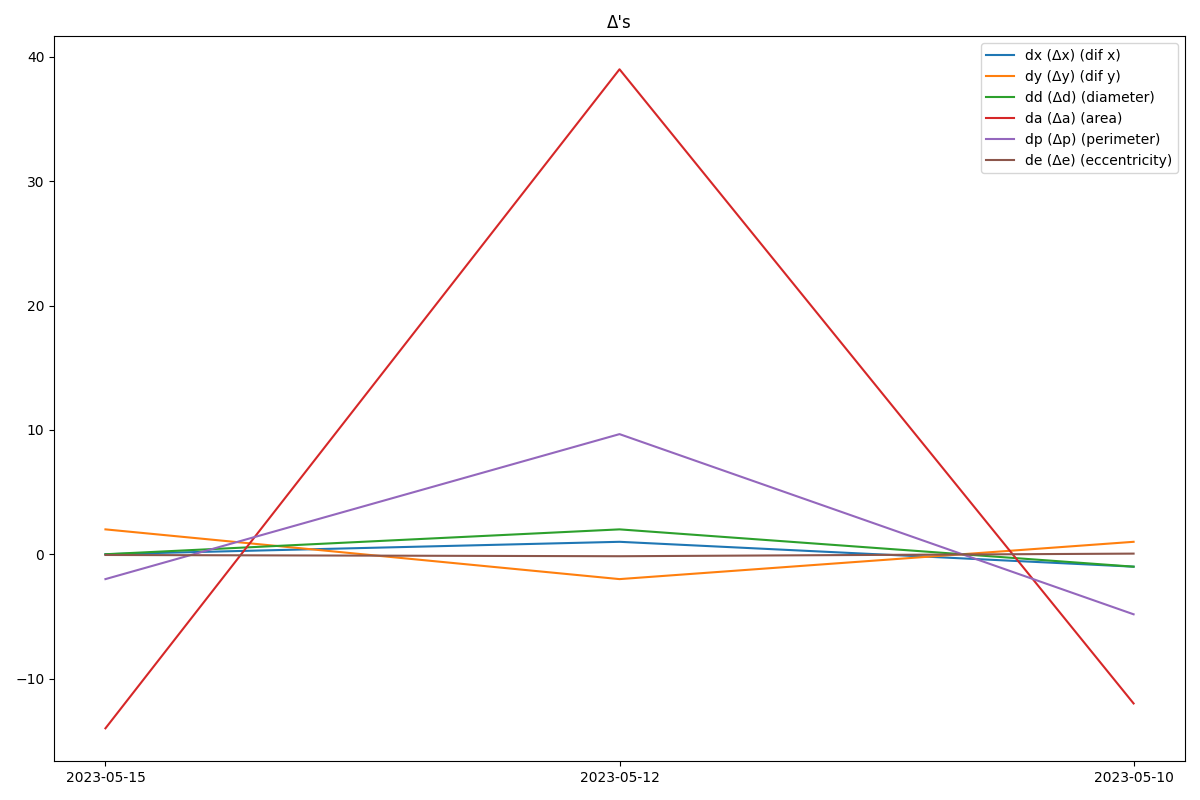 Δ's
40
30
20
10
0
−10
2023-05-15
2023-05-12
2023-05-10
dx (Δx) (dif x)
dy (Δy) (dif y)
dd (Δd) (diameter)
da (Δa) (area)
dp (Δp) (perimeter)
de (Δe) (eccentricity)